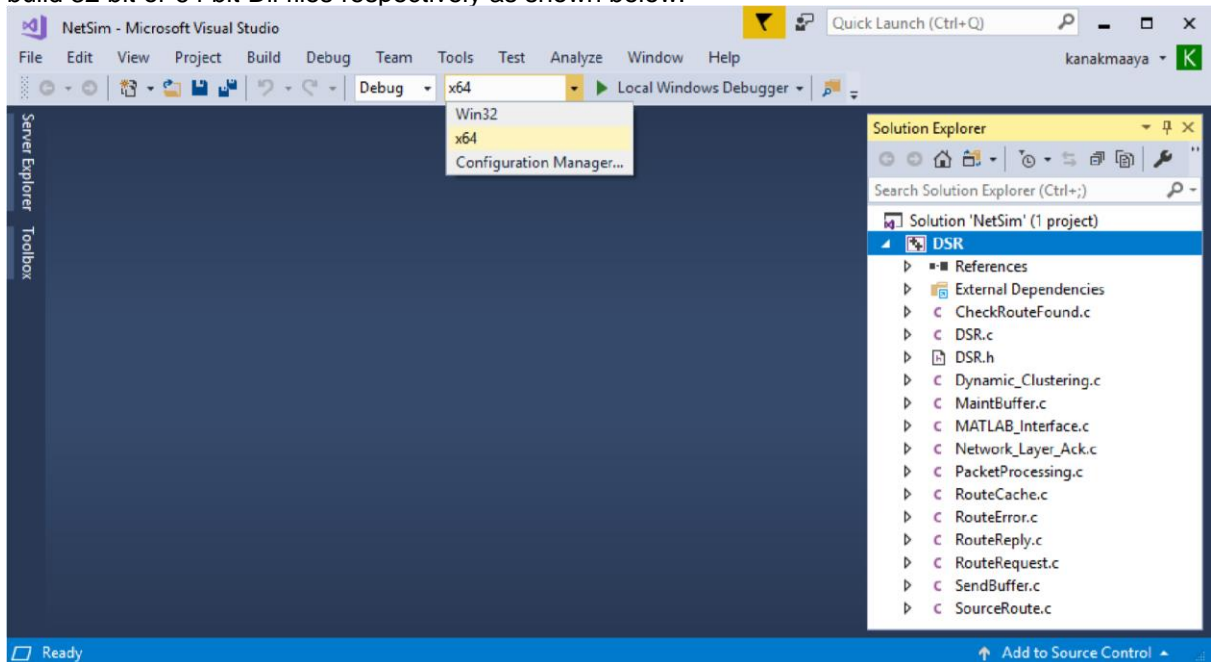 build 32 bit or 64 bit Dll files respectively as shown below:
NetSim - Microsoft Visual Studio
Quick Launch (Ctrl+Q)
File Edit View Project Build Debug Team Tools Test Analyze Window Help
kanakmaaya K
Debug x64 Local Windows Debugger
Win32
x64
Configuration Manager...
Server Explorer
Toolbox
Solution Explorer
Search Solution Explorer (Ctrl+;)
Solution 'NetSim' (1 project)
DSR
References
External Dependencies
CheckRouteFound.c
DSR.c
DSR.h
Dynamic_Clustering.c
MaintBuffer.c
MATLAB_Interface.c
Network_Layer_Ack.c
PacketProcessing.c
RouteCache.c
RouteError.c
RouteReply.c
RouteRequest.c
SendBuffer.c
SourceRoute.c
Ready
Add to Source Control